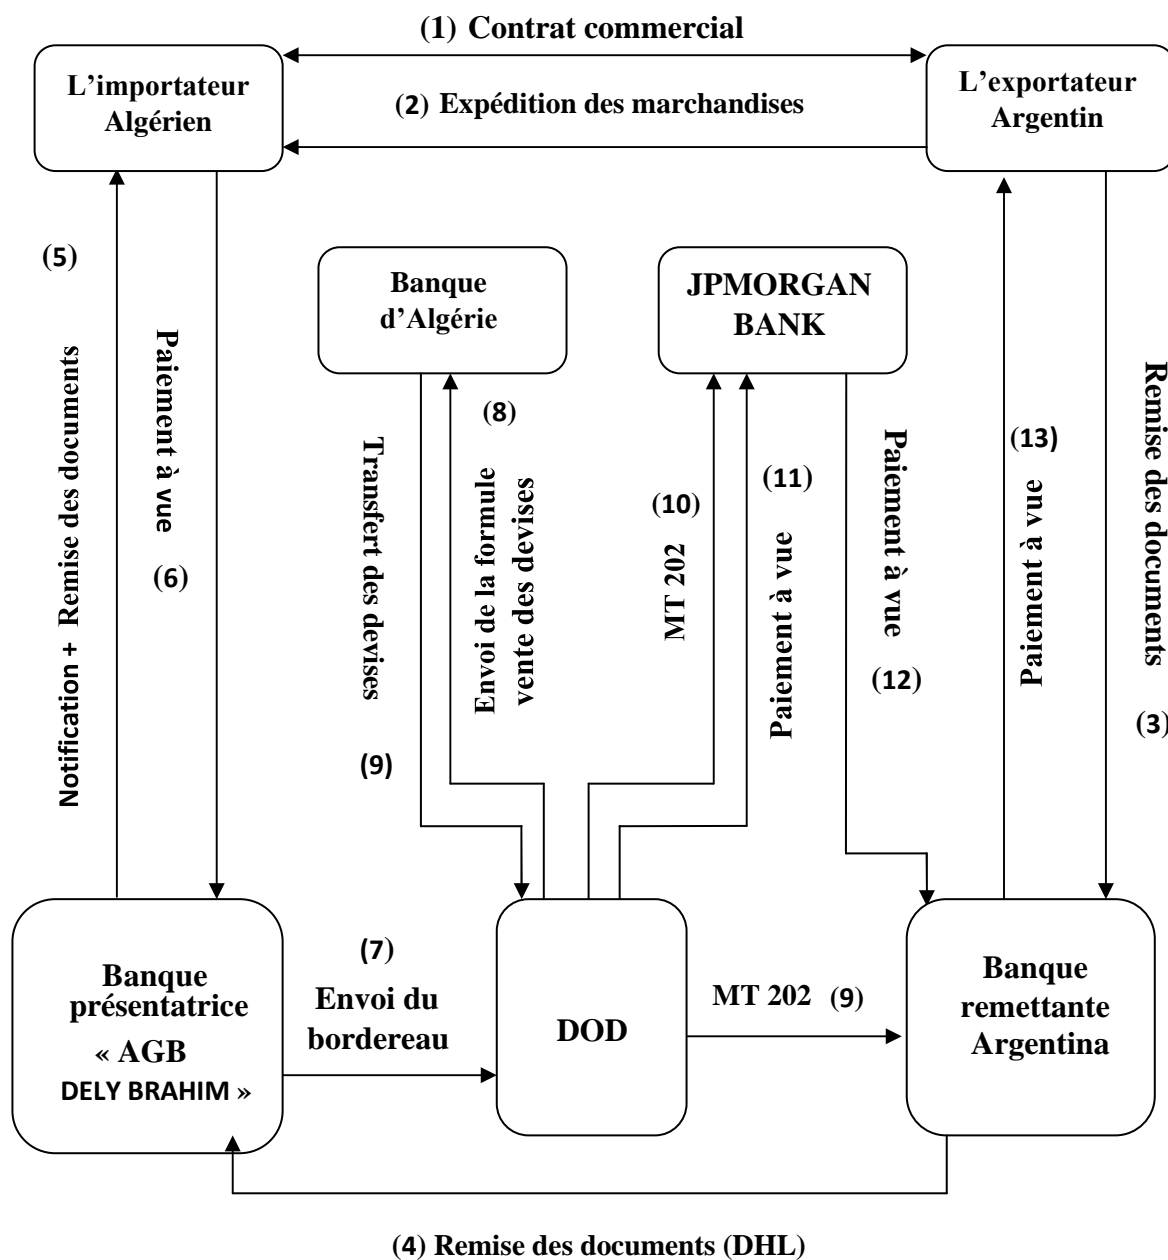 (1) Contrat commercial
L’importateur
Algérien
L’exportateur
Argentin
(2) Expédition des marchandises
(5)
Notification + Remise des documents
Paiement à vue
(6)
Banque
d’Algérie
JPMORGAN
BANK
Transfert des devises
(9)
(8)
Envoi de la formule
vente des devises
(10)
MT 202
(11)
Paiement à vue
Paiement à vue
(12)
(13)
Paiement à vue
Remise des documents
(3)
Banque
présentatrice
« AGB
DELY BRAHIM »
(7)
Envoi du
bordereau
DOD
MT 202 (9)
Banque
remettante
Argentina
(4) Remise des documents (DHL)